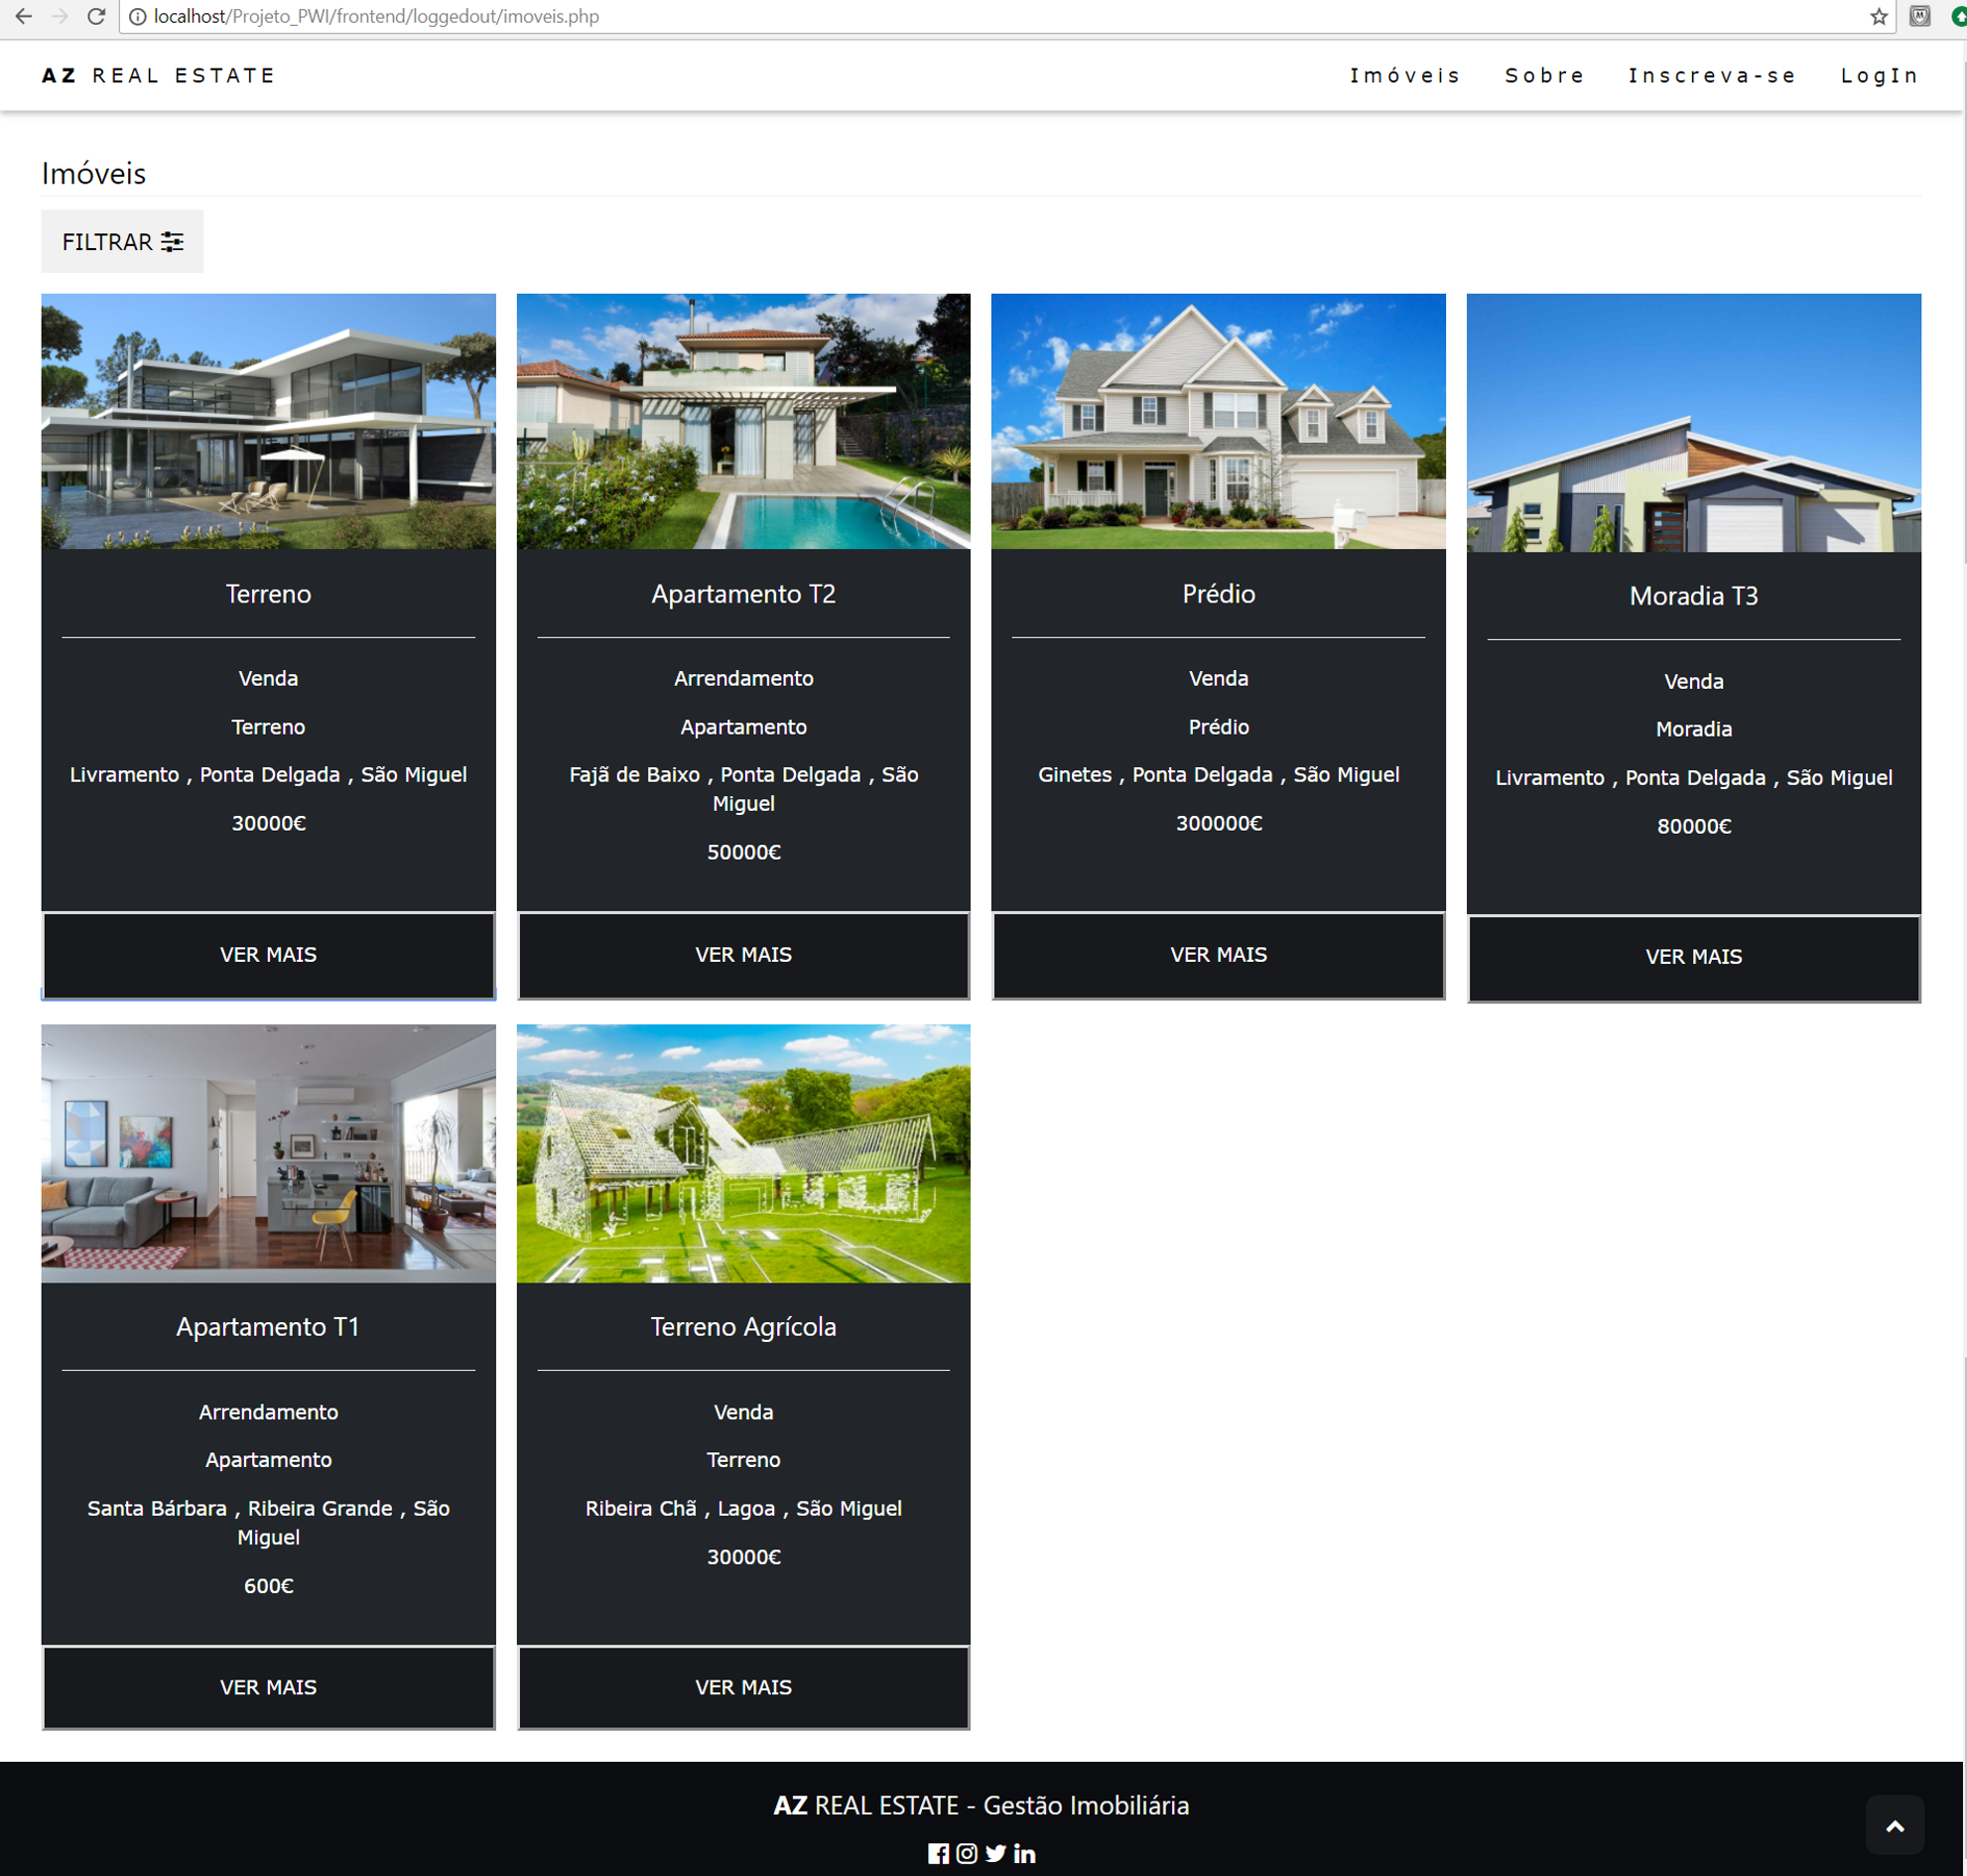 localhost/Projeto_PWI/frontend/loggedout/imoveis.php
AZ REAL ESTATE
Imóveis
Sobre
Inscreva-se
LogIn
Imóveis
FILTRAR
Terreno
Venda
Terreno
Livramento , Ponta Delgada , São Miguel
30000€
VER MAIS
Apartamento T2
Arrendamento
Apartamento
Fajã de Baixo , Ponta Delgada , São
Miguel
50000€
VER MAIS
Prédio
Venda
Prédio
Ginetes , Ponta Delgada , São Miguel
300000€
VER MAIS
Moradia T3
Venda
Moradia
Livramento , Ponta Delgada , São Miguel
80000€
VER MAIS
Apartamento T1
Arrendamento
Apartamento
Santa Bárbara , Ribeira Grande , São
Miguel
600€
VER MAIS
Terreno Agrícola
Venda
Terreno
Ribeira Chã , Lagoa , São Miguel
30000€
VER MAIS
AZ REAL ESTATE - Gestão Imobiliária